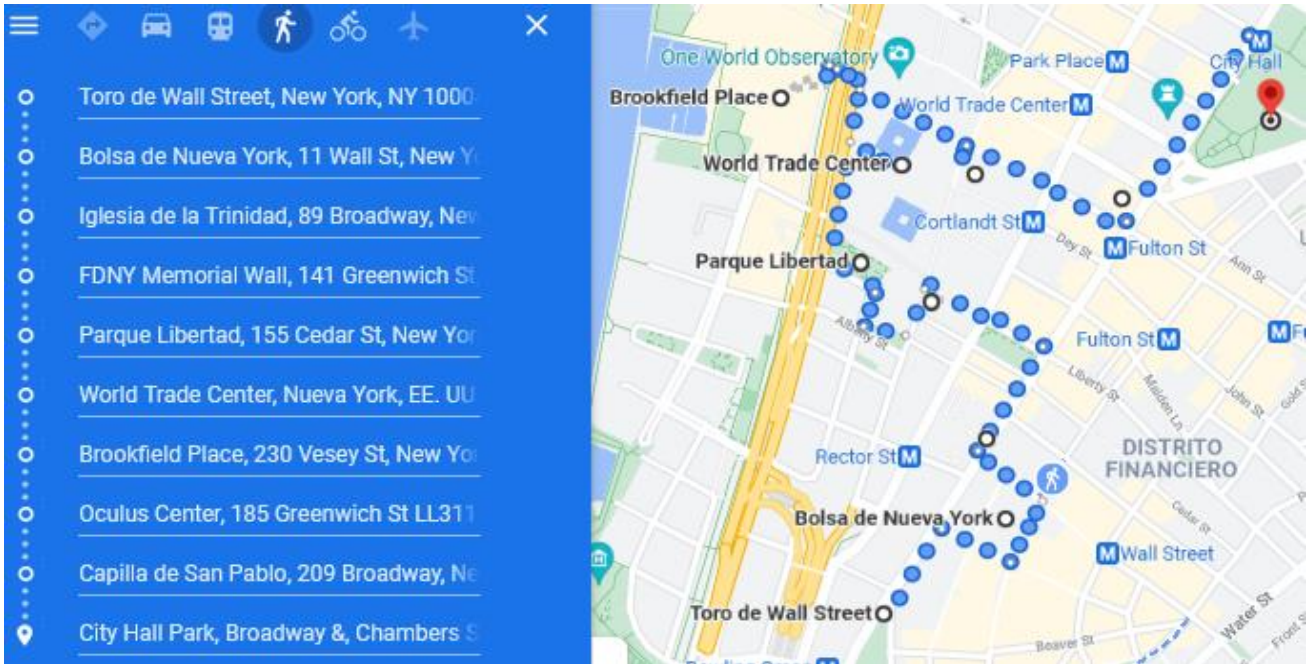 Toro de Wall Street, New York, NY 1000
Bolsa de Nueva York, 11 Wall St, New Y
Iglesia de la Trinidad, 89 Broadway, New
FDNY Memorial Wall, 141 Greenwich St
Parque Libertad, 155 Cedar St, New Yor
World Trade Center, Nueva York, EE. UU
Brookfield Place, 230 Vesey St, New Yo
Oculus Center, 185 Greenwich St LL311
Capilla de San Pablo, 209 Broadway, Ne
City Hall Park, Broadway &, Chambers S
One World Observatory
Park Place M
M
City Hall
Brookfield Place
World Trade Center M
World Trade Center
Cortlandt St M
Dey St
M Fulton St
Ann St
Parque Libertad
Albany St
Fulton St M
M F
Liberty St
Maiden Ln
John St
Gold S
DISTRITO
FINANCIERO
Rector St M
Bolsa de Nueva York
Cedar St
M Wall Street
Toro de Wall Street
Water St
Front S
Beaver St